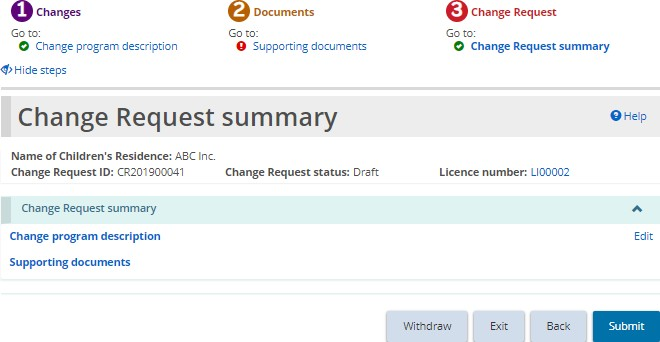 1 Changes
Go to:
Change program description
2 Documents
Go to:
Supporting documents
3 Change Request
Go to:
Change Request summary
Hide steps
Change Request summary
Help
Name of Children's Residence: ABC Inc.
Change Request ID: CR201900041 Change Request status: Draft Licence number: LI00002
Change Request summary
Change program description Edit
Supporting documents
Withdraw Exit Back Submit